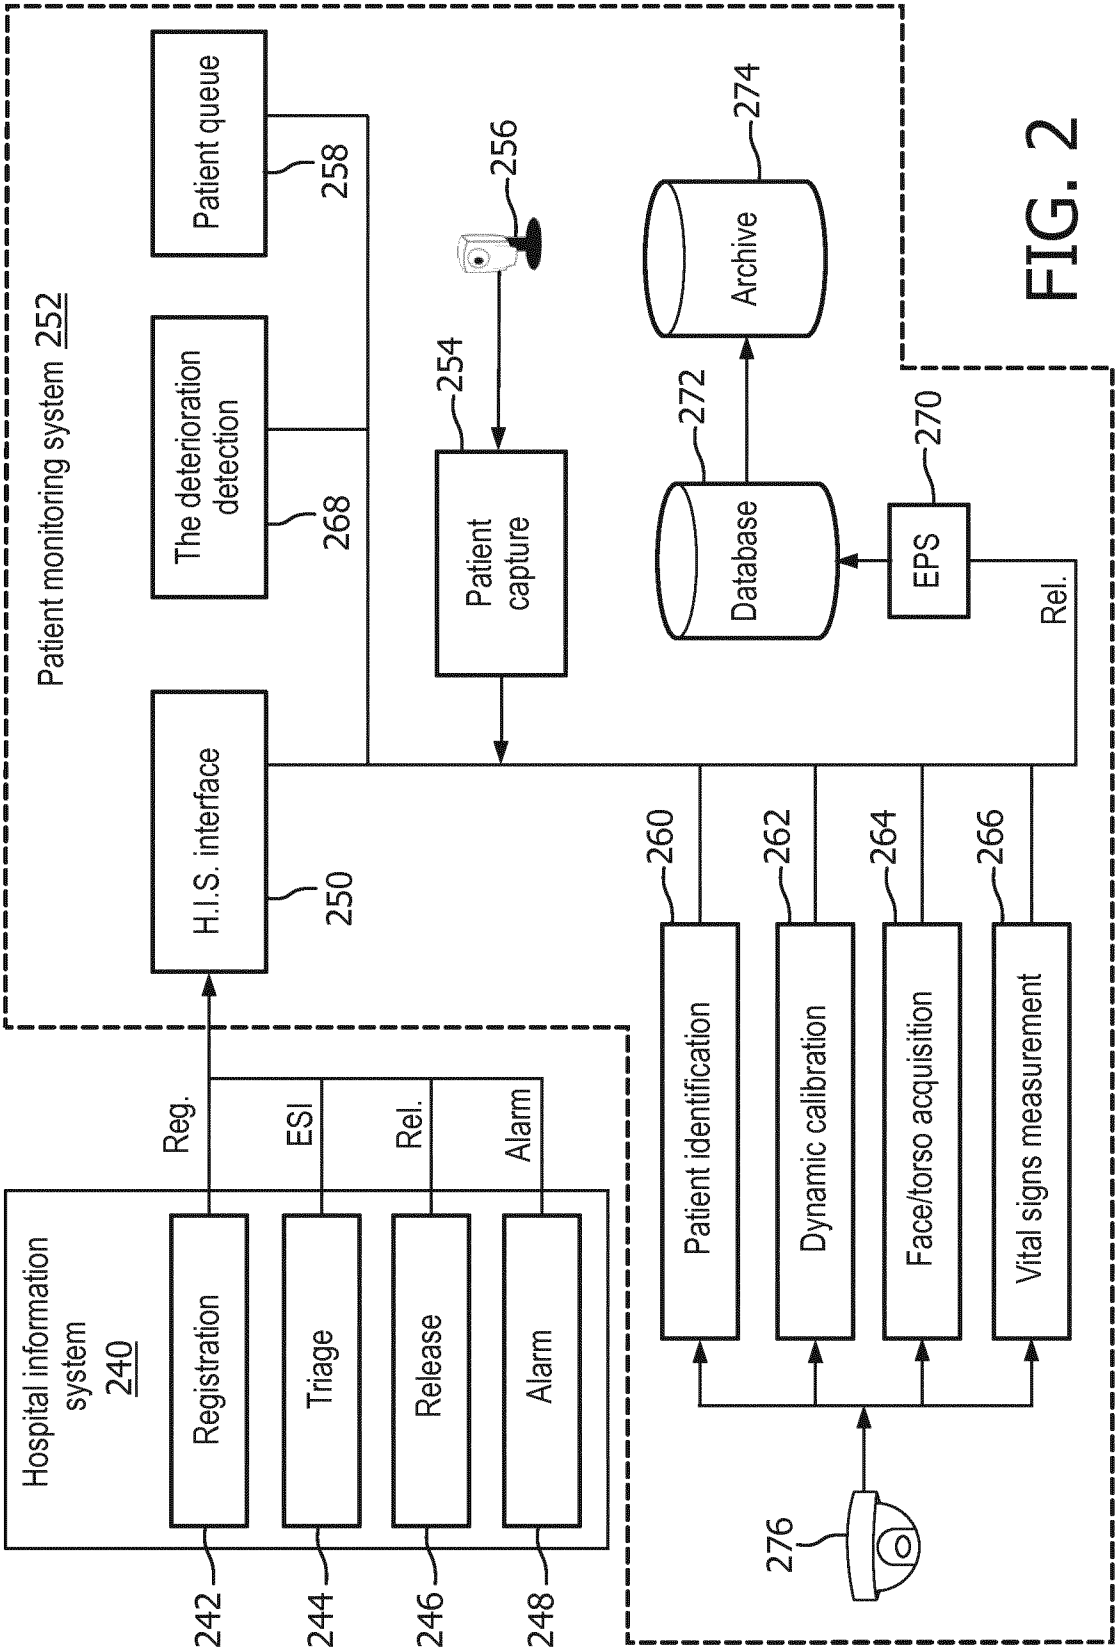 Hospital information
system
240
Registration
Triage
Release
Alarm
242
244
246
248
Reg.
ESI
Rel.
Alarm
Patient monitoring system 252
H.I.S. interface
250
The deterioration
detection
268
Patient queue
258
Patient
capture
254
256
276
Patient identification
260
Dynamic calibration
262
Face/torso acquisition
264
Vital signs measurement
266
Database
272
Archive
274
EPS
270
Rel.
FIG. 2